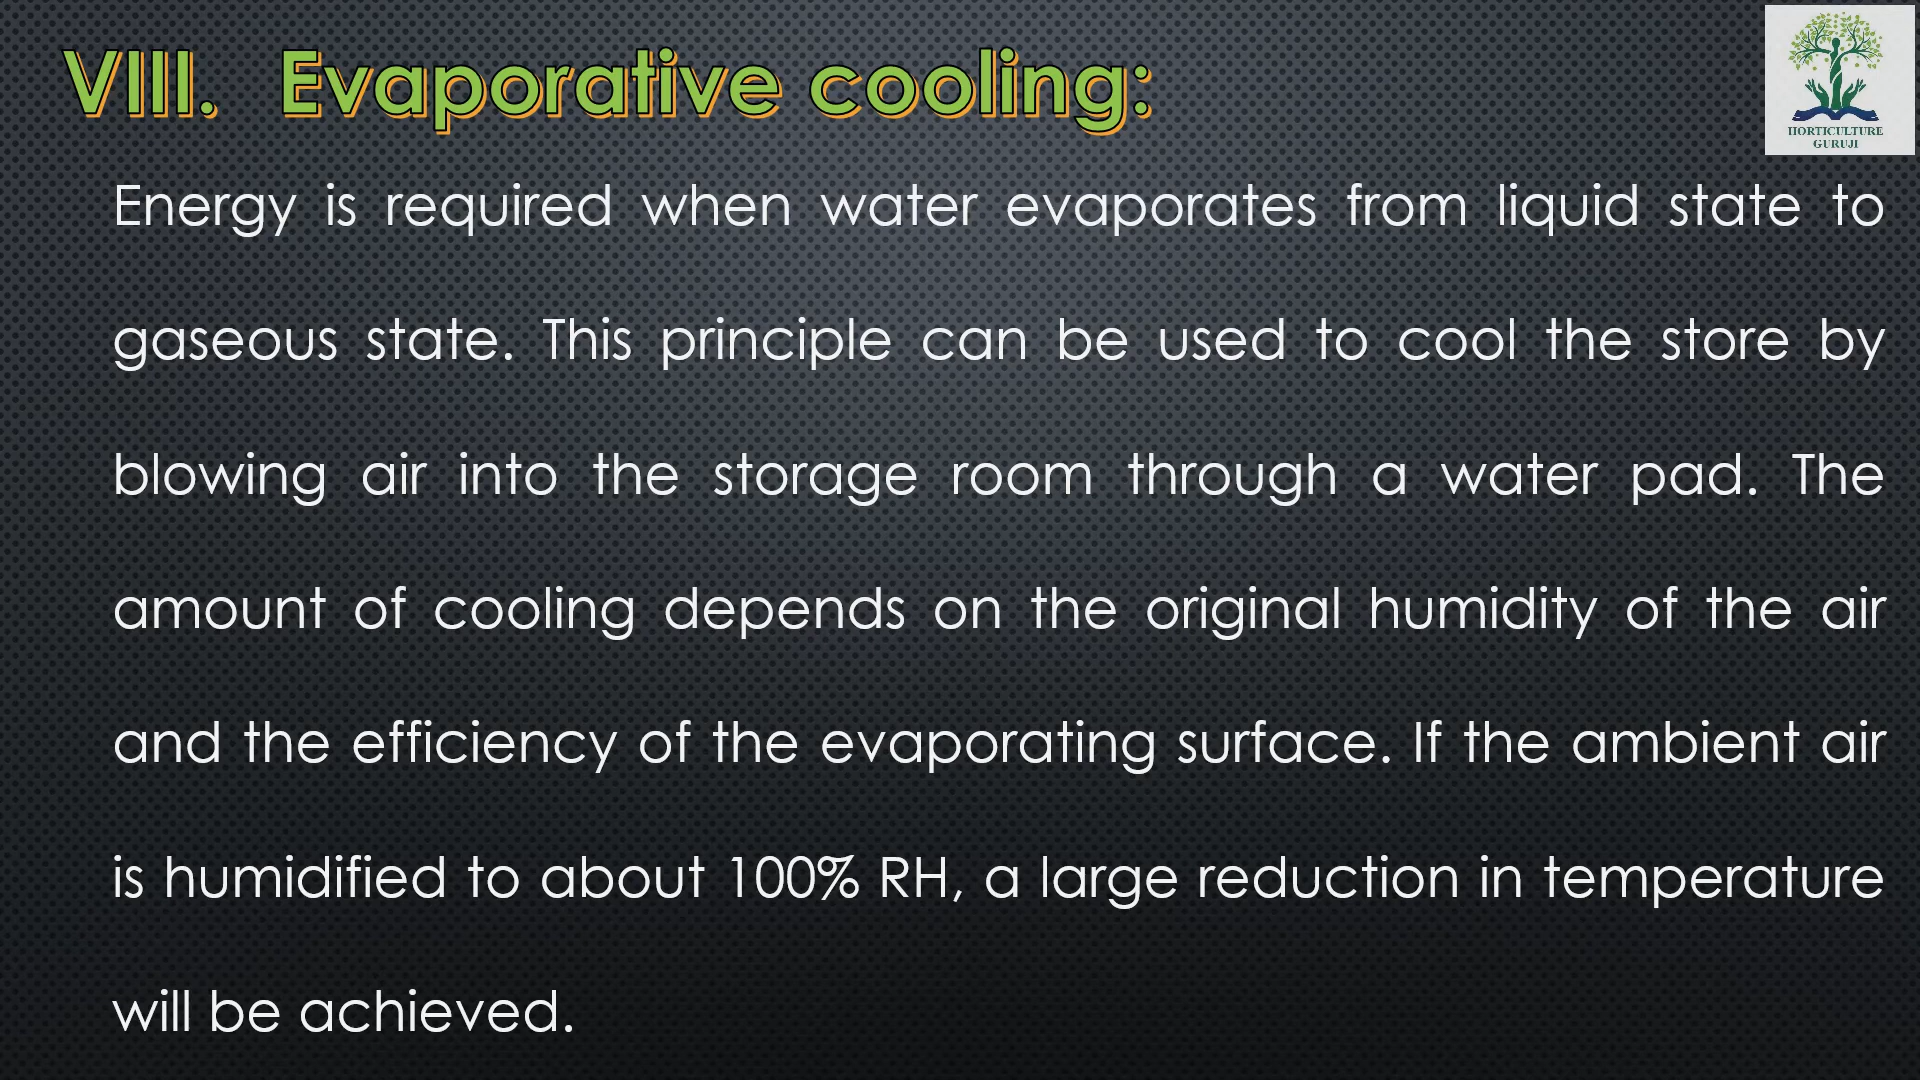 VIII. Evaporative cooling:
HORTICULTURE
GURUJI
Energy is required when water evaporates from liquid state to
gaseous state. This principle can be used to cool the store by
blowing air into the storage room through a water pad. The
amount of cooling depends on the original humidity of the air
and the efficiency of the evaporating surface. If the ambient air
is humidified to about 100% RH, a large reduction in temperature
will be achieved.